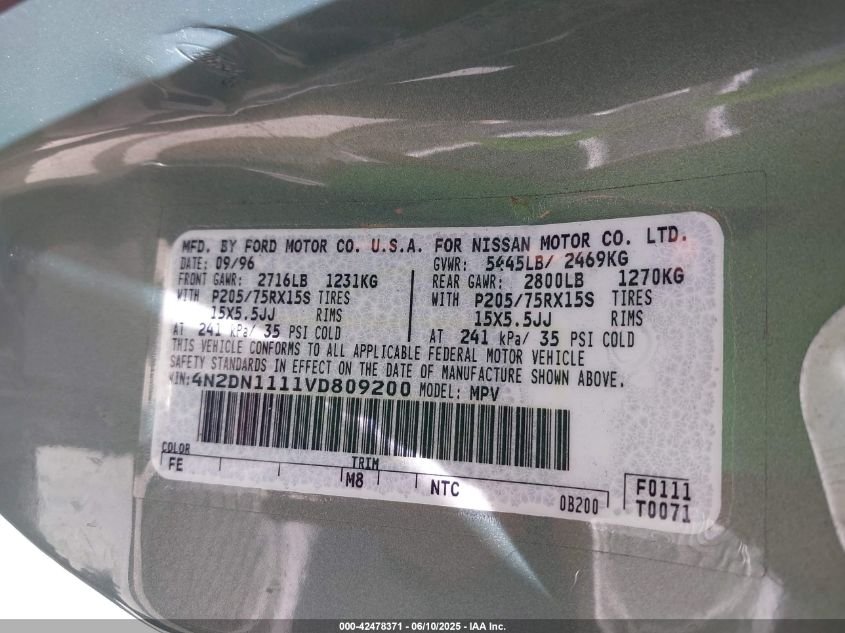 MFD. BY FORD MOTOR CO. U.S.A. FOR NISSAN MOTOR CO. LTD.
DATE: 09/96 GVWR: 5445LB/ 2469KG
FRONT GAWR: 2716LB 1231KG REAR GAWR: 2800LB 1270KG
WITH P205/75RX15S TIRES WITH P205/75RX15S TIRES
15X5.5JJ RIMS 15X5.5JJ RIMS
AT 241 kPa/ 35 PSI COLD AT 241 kPa/ 35 PSI COLD
THIS VEHICLE CONFORMS TO ALL APPLICABLE FEDERAL MOTOR VEHICLE
SAFETY STANDARDS IN EFFECT ON THE DATE OF MANUFACTURE SHOWN ABOVE.
VIN: 4N2DN1111VD809200 MODEL: MPV
COLOR TRIM
FE M8 NTC 0B200 F0111
T0071
000-42478371 - 06/10/2025 - IAA Inc.